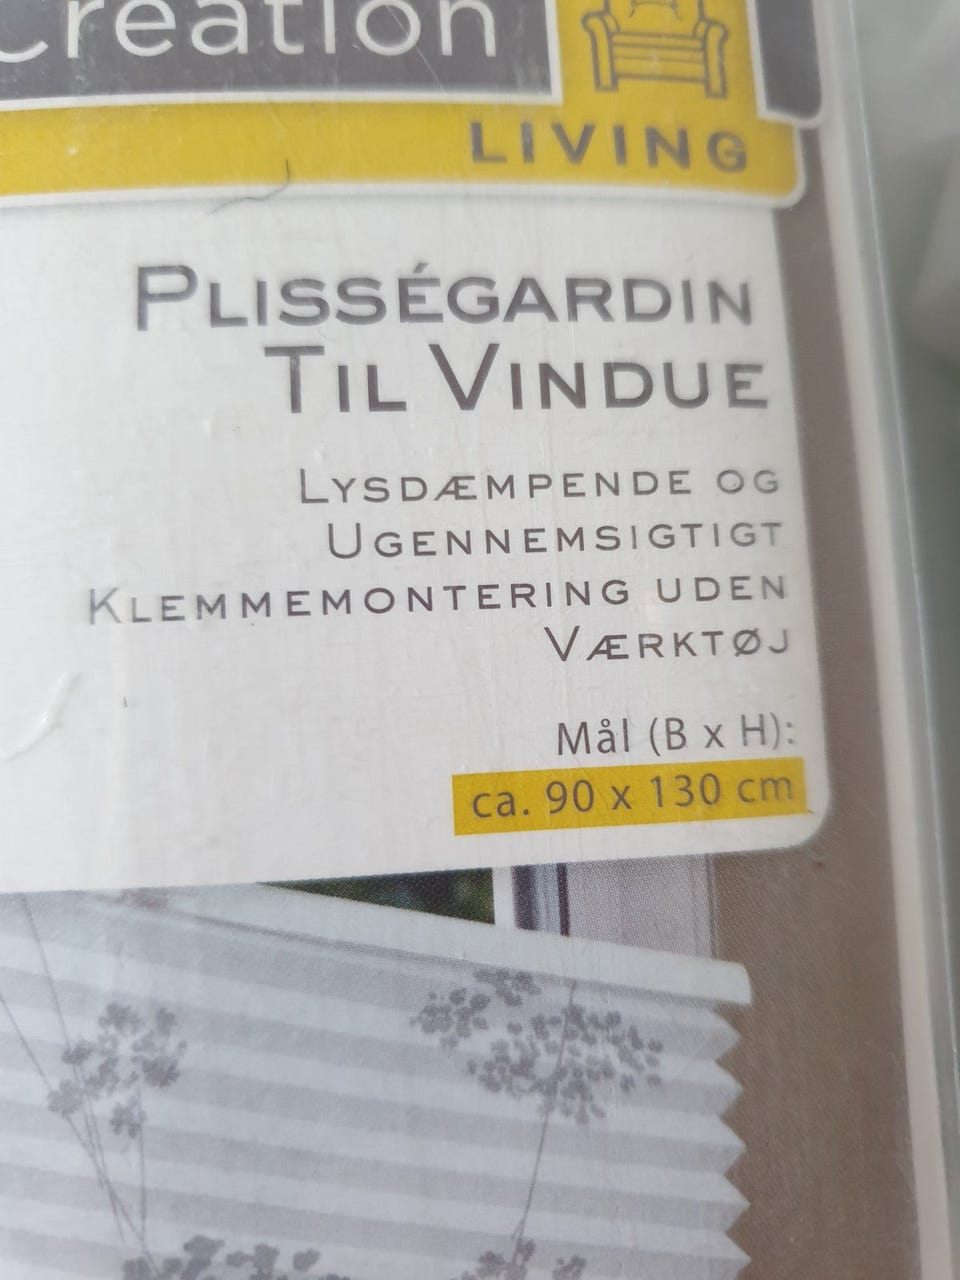 Creation
LIVING
PLISSÉGARDIN
TIL VINDUE
LYSDÆMPENDE OG
UGENNEMSIGTIGT
KLEMMEMONTERING UDEN
VÆRKTØJ
Mål (B x H):
ca. 90 x 130 cm